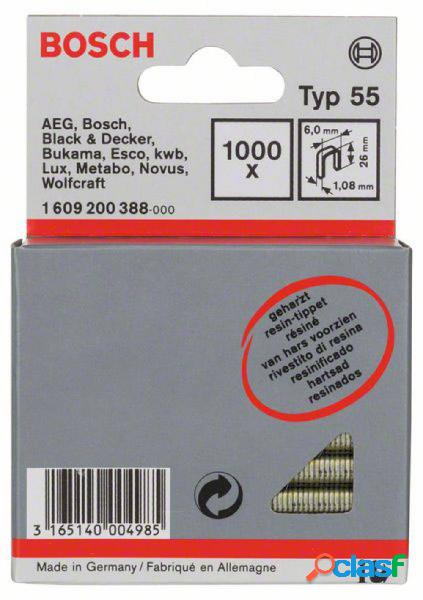 BOSCH
Typ 55
AEG, Bosch,
Black & Decker,
Bukama, Esco, kwb,
Lux, Metabo, Novus,
Wolfcraft
1 609 200 388-000
1000
x
6,0 mm
26 mm
1,08 mm
geharzt
resin-tippet
résiné
van hars voorzien
rivestito di resina
resinificado
hartsad
resinados
3 165140 004985
Made in Germany / Fabriqué en Allemagne
oclasf